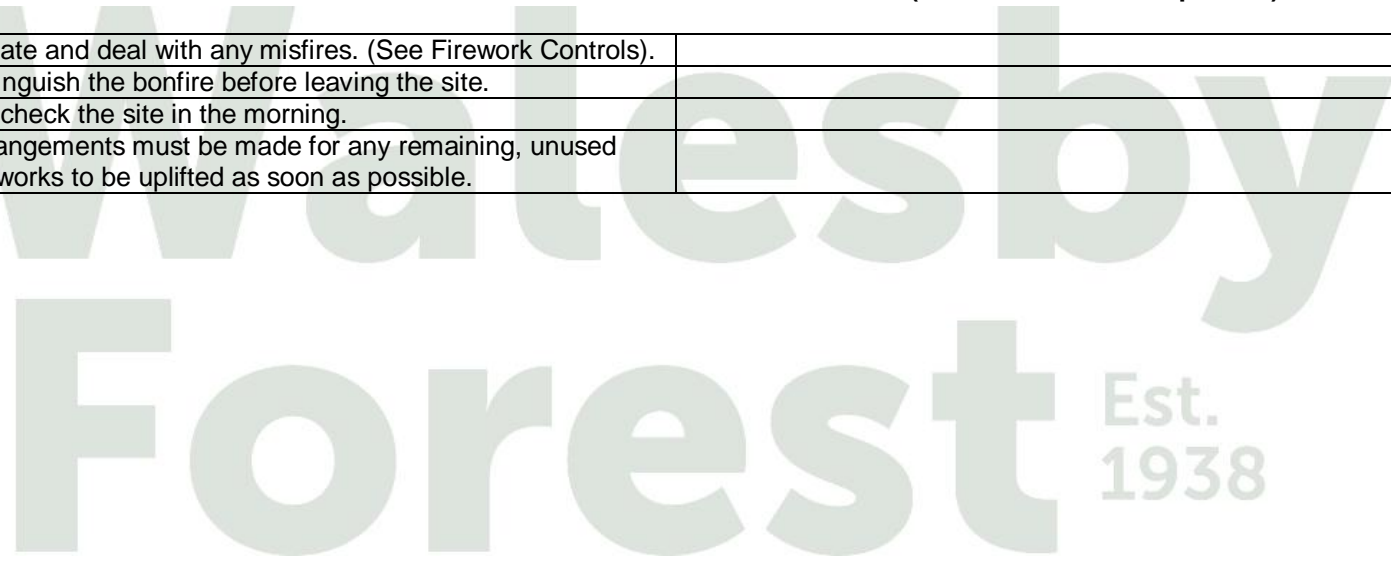 ate and deal with any misfires. (See Firework Controls).
nguish the bonfire before leaving the site.
check the site in the morning.
angements must be made for any remaining, unused
works to be uplifted as soon as possible.
Walesby
Forest
Est.
1938